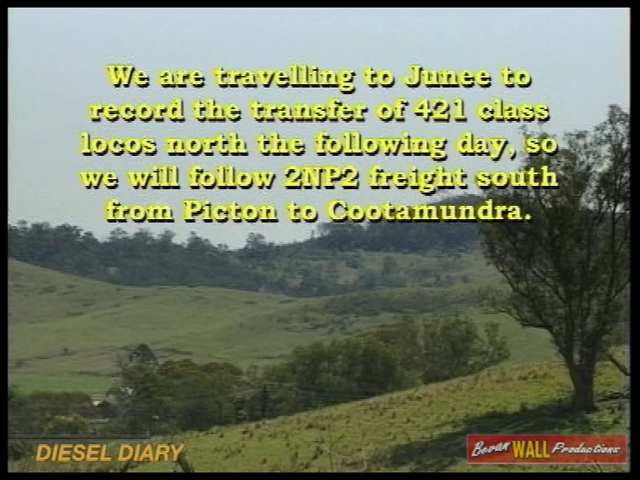 We are travelling to Junee to
record the transfer of 421 class
locos north the following day, so
we will follow 2NP2 freight south
from Picton to Cootamundra.
DIESEL DIARY
Bevan WALL Productions